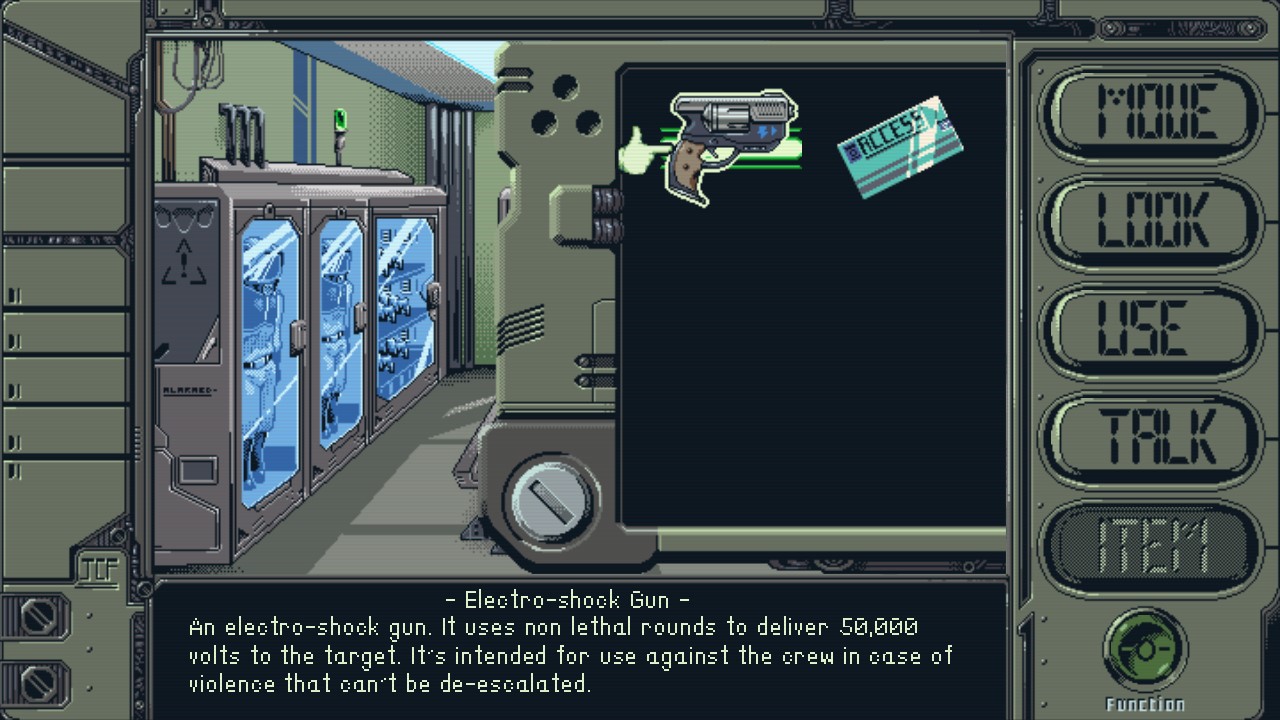 ACCESS
MOVE
LOOK
USE
TALK
ITEM
ALARMED-
JCF
- Electro-shock Gun -
An electro-shock gun. It uses non lethal rounds to deliver 50,000
volts to the target. It's intended for use against the crew in case of
violence that can't be de-escalated.
Function